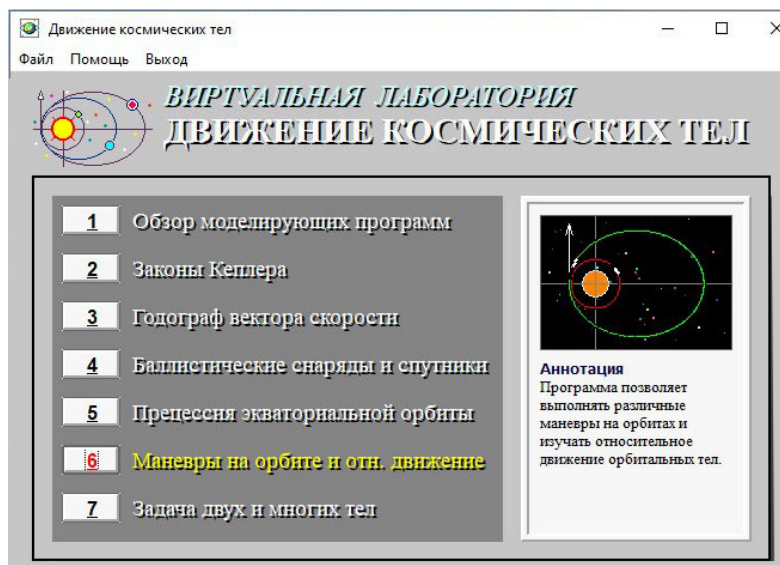 Движение космических тел
Файл Помощь Выход
ВИРТУАЛЬНАЯ ЛАБОРАТОРИЯ
ДВИЖЕНИЕ КОСМИЧЕСКИХ ТЕЛ
1 Обзор моделирующих программ
2 Законы Кеплера
3 Годограф вектора скорости
4 Баллистические снаряды и спутники
5 Прецессия экваториальной орбиты
6 Маневры на орбите и отн. движение
7 Задача двух и многих тел
Аннотация
Программа позволяет
выполнять различные
маневры на орбитах и
изучать относительное
движение орбитальных тел.